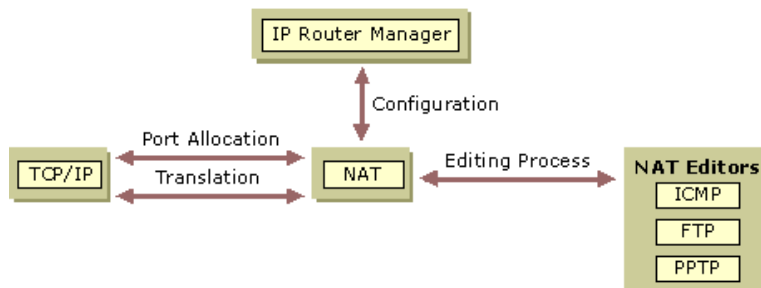 IP Router Manager
Configuration
Port Allocation
TCP/IP
Translation
NAT
Editing Process
NAT Editors
ICMP
FTP
PPTP